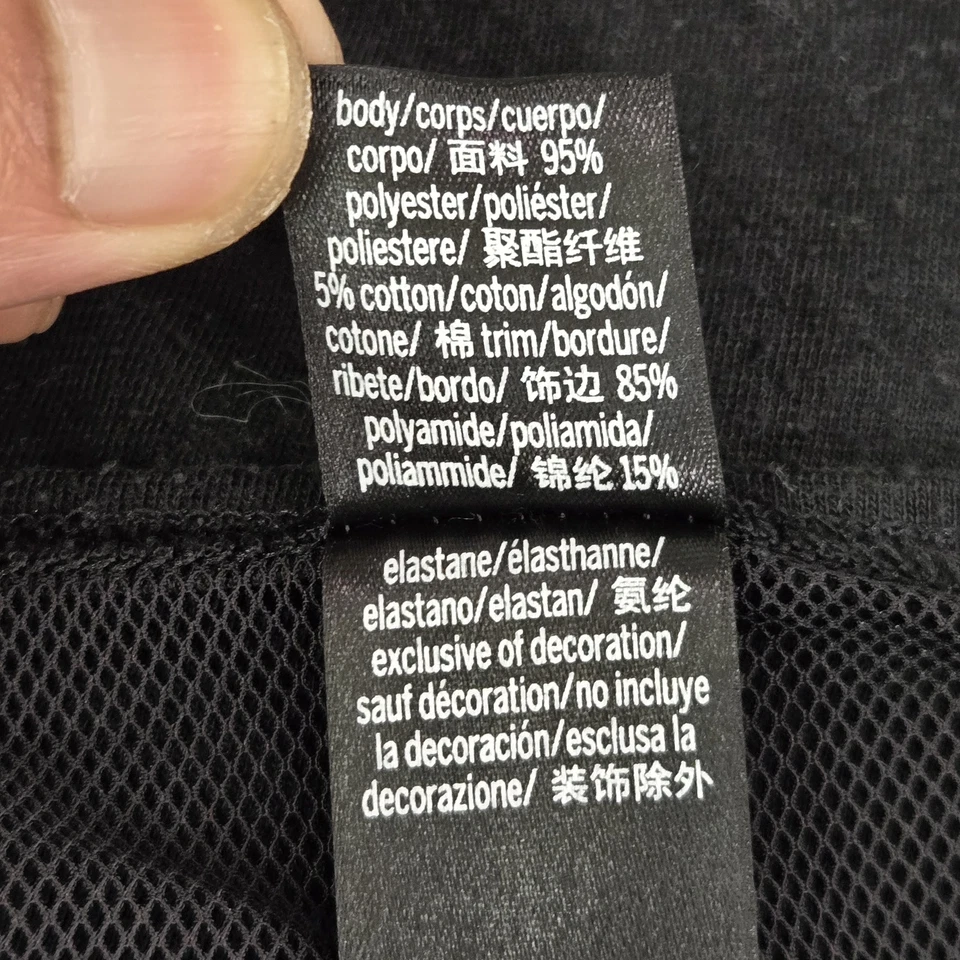 body/corps/cuerpo/
corpo/ 面料 95%
polyester/poliéster/
poliestere/ 聚酯纤维
5% cotton/coton/algodón/
cotone/ 棉 trim/bordure/
ribete/bordo/ 饰边 85%
polyamide/poliamida/
poliammide/ 锦纶 15%
elastane/élasthanne/
elastano/elastan/ 氨纶
exclusive of decoration/
sauf décoration/no incluye
la decoración/esclusa la
decorazione/ 装饰除外